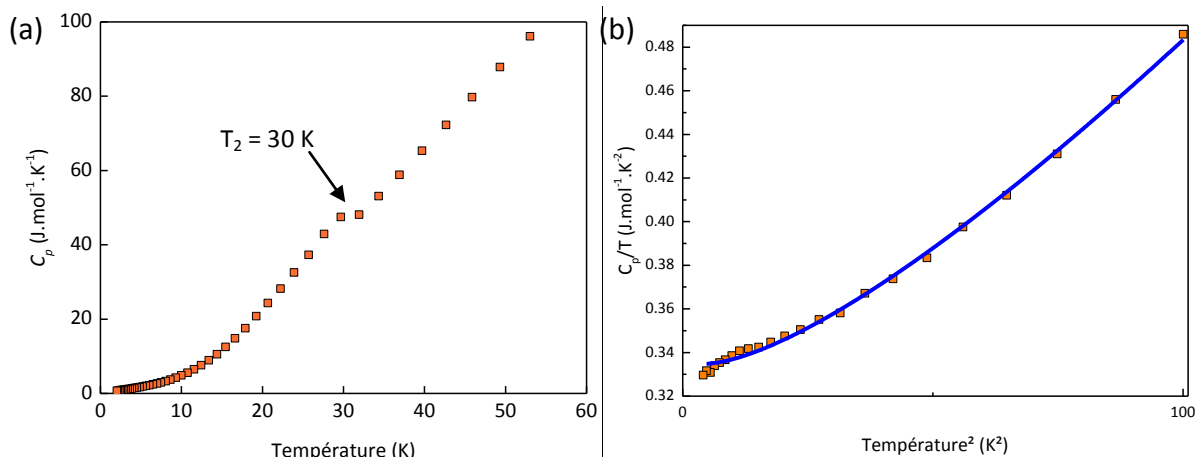 (a)
100
80
60
40
20
0
C_p (J.mol⁻¹.K⁻¹)
T₂ = 30 K
0 10 20 30 40 50 60
Température (K)
(b)
0.48
0.46
0.44
0.42
0.40
0.38
0.36
0.34
0.32
C_p/T (J.mol⁻¹.K⁻²)
0 100
Température² (K²)